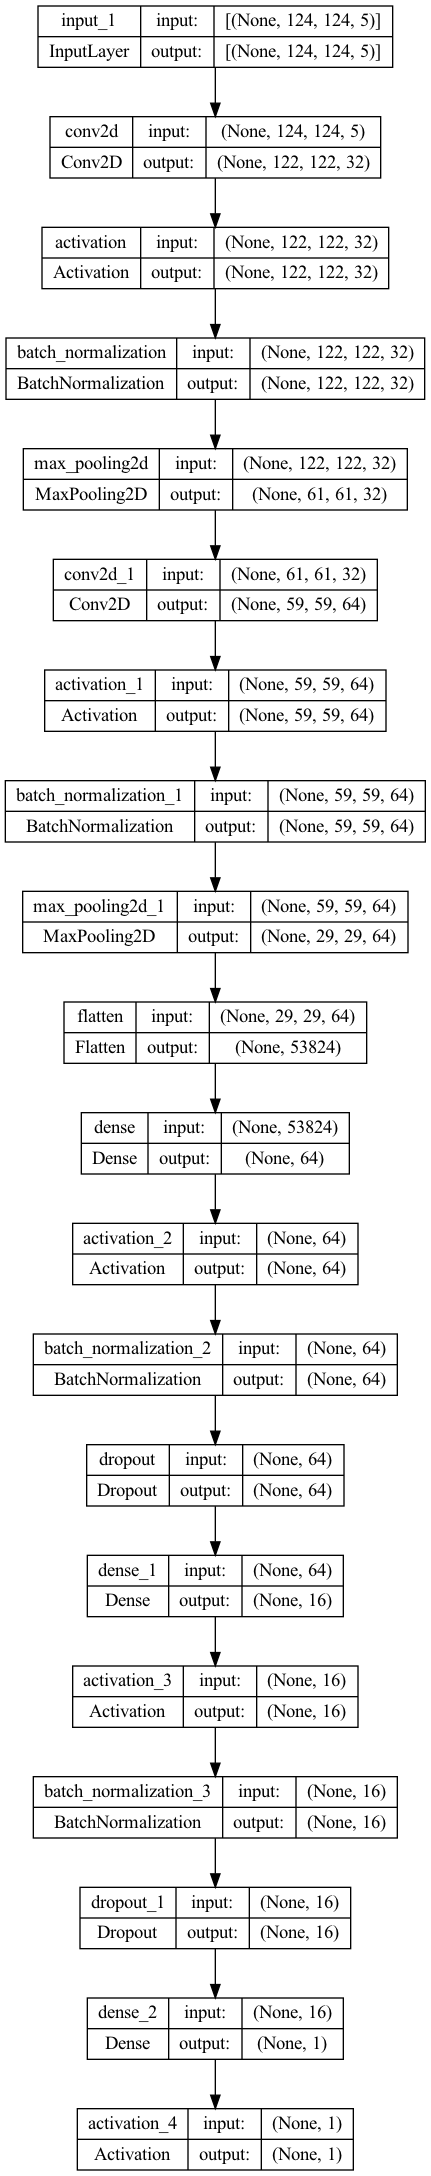 input_1 input: [(None, 124, 124, 5)]
InputLayer output: [(None, 124, 124, 5)]
conv2d input: (None, 124, 124, 5)
Conv2D output: (None, 122, 122, 32)
activation input: (None, 122, 122, 32)
Activation output: (None, 122, 122, 32)
batch_normalization input: (None, 122, 122, 32)
BatchNormalization output: (None, 122, 122, 32)
max_pooling2d input: (None, 122, 122, 32)
MaxPooling2D output: (None, 61, 61, 32)
conv2d_1 input: (None, 61, 61, 32)
Conv2D output: (None, 59, 59, 64)
activation_1 input: (None, 59, 59, 64)
Activation output: (None, 59, 59, 64)
batch_normalization_1 input: (None, 59, 59, 64)
BatchNormalization output: (None, 59, 59, 64)
max_pooling2d_1 input: (None, 59, 59, 64)
MaxPooling2D output: (None, 29, 29, 64)
flatten input: (None, 29, 29, 64)
Flatten output: (None, 53824)
dense input: (None, 53824)
Dense output: (None, 64)
activation_2 input: (None, 64)
Activation output: (None, 64)
batch_normalization_2 input: (None, 64)
BatchNormalization output: (None, 64)
dropout input: (None, 64)
Dropout output: (None, 64)
dense_1 input: (None, 64)
Dense output: (None, 16)
activation_3 input: (None, 16)
Activation output: (None, 16)
batch_normalization_3 input: (None, 16)
BatchNormalization output: (None, 16)
dropout_1 input: (None, 16)
Dropout output: (None, 16)
dense_2 input: (None, 16)
Dense output: (None, 1)
activation_4 input: (None, 1)
Activation output: (None, 1)